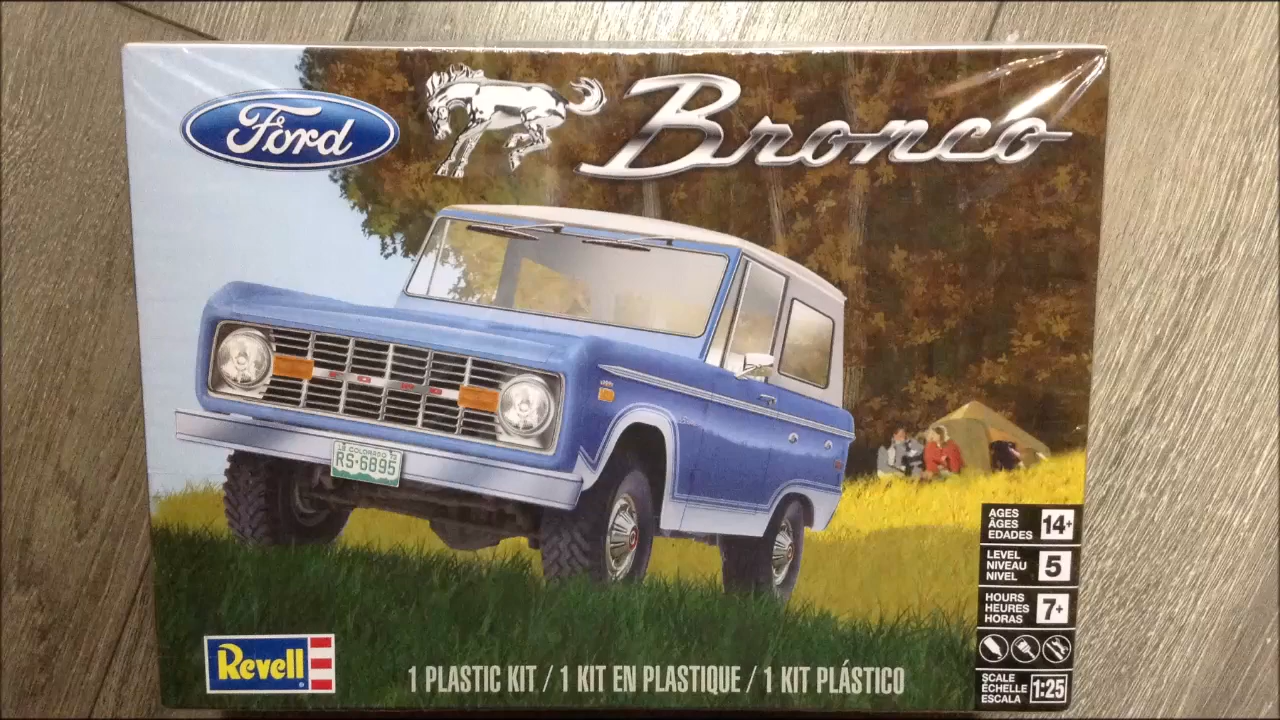 Ford
Bronco
FORD
COLORADO
RS·6895
AGES
ÂGES
EDADES
14+
LEVEL
NIVEAU
NIVEL
5
HOURS
HEURES
HORAS
7+
Revell
1 PLASTIC KIT / 1 KIT EN PLASTIQUE / 1 KIT PLÁSTICO
SCALE
ÉCHELLE
ESCALA
1:25